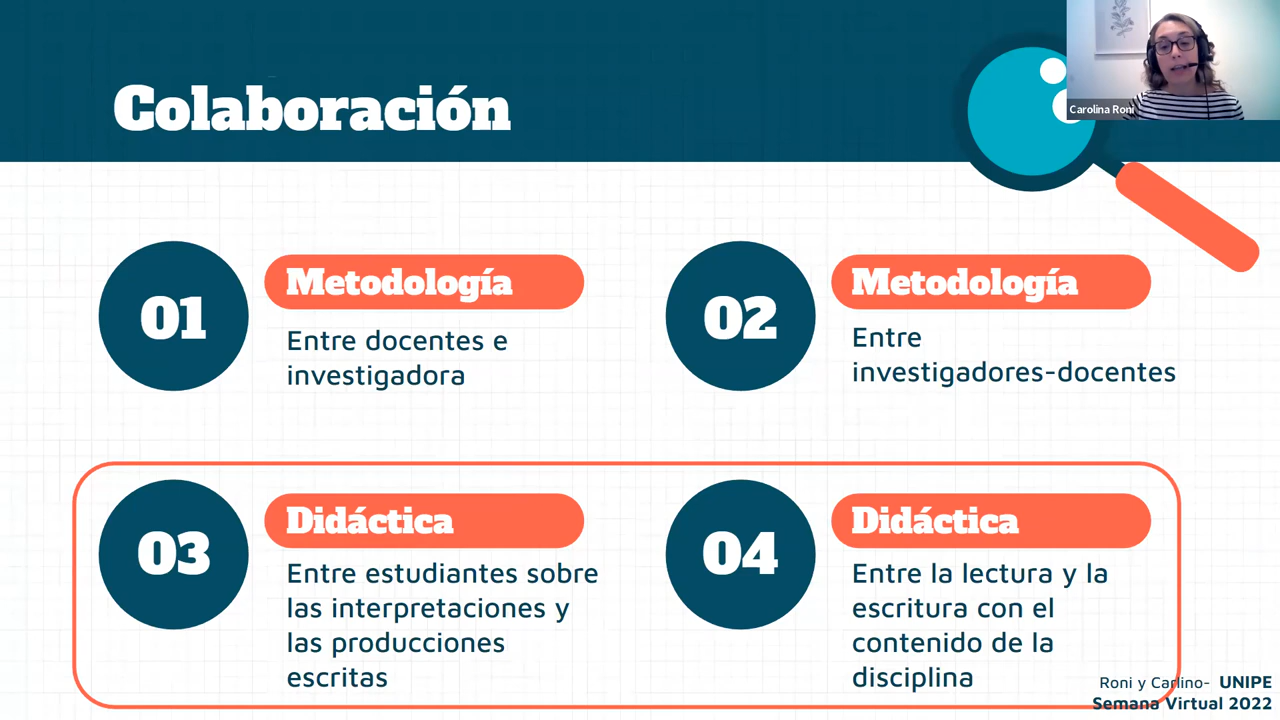 Colaboración
Carolina Roni
01
Metodología
Entre docentes e
investigadora
02
Metodología
Entre
investigadores-docentes
03
Didáctica
Entre estudiantes sobre
las interpretaciones y
las producciones
escritas
04
Didáctica
Entre la lectura y la
escritura con el
contenido de la
disciplina
Roni y Carlino- UNIPE
Semana Virtual 2022